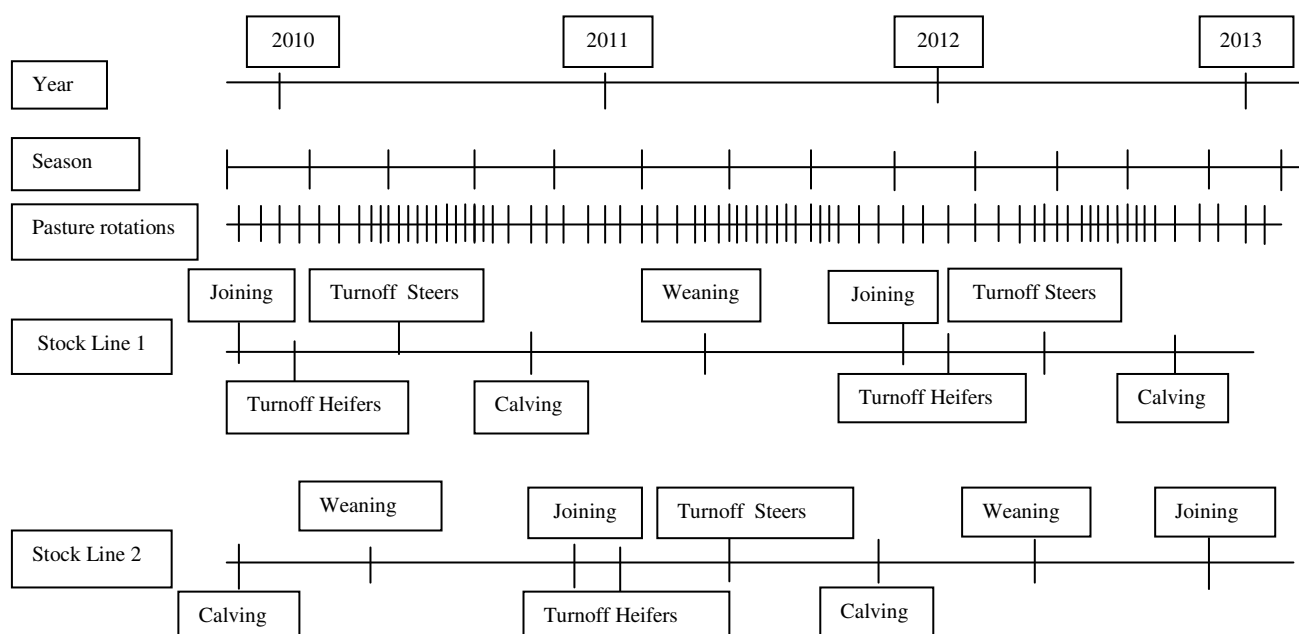 2010
2011
2012
2013
Year
Season
Pasture rotations
Joining
Turnoff Steers
Weaning
Joining
Turnoff Steers
Stock Line 1
Turnoff Heifers
Calving
Turnoff Heifers
Calving
Weaning
Joining
Turnoff Steers
Weaning
Joining
Stock Line 2
Calving
Turnoff Heifers
Calving